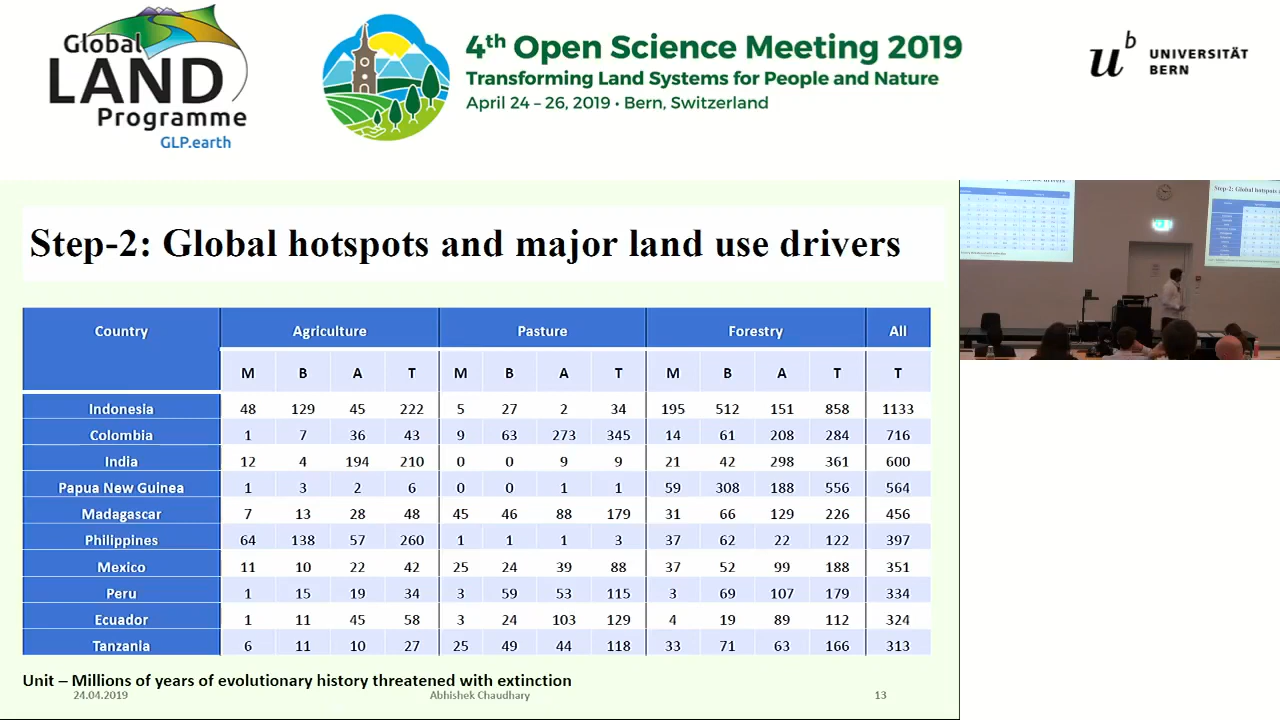 Global
LAND
Programme
GLP.earth
4th Open Science Meeting 2019
Transforming Land Systems for People and Nature
April 24 – 26, 2019 • Bern, Switzerland
u b UNIVERSITÄT
BERN
Step-2: Global hotspots and major land use drivers
Country Agriculture Pasture Forestry All
M B A T M B A T M B A T T
Indonesia 48 129 45 222 5 27 2 34 195 512 151 858 1133
Colombia 1 7 36 43 9 63 273 345 14 61 208 284 716
India 12 4 194 210 0 0 9 9 21 42 298 361 600
Papua New Guinea 1 3 2 6 0 0 1 1 59 308 188 556 564
Madagascar 7 13 28 48 45 46 88 179 31 66 129 226 456
Philippines 64 138 57 260 1 1 1 3 37 62 22 122 397
Mexico 11 10 22 42 25 24 39 88 37 52 99 188 351
Peru 1 15 19 34 3 59 53 115 3 69 107 179 334
Ecuador 1 11 45 58 3 24 103 129 4 19 89 112 324
Tanzania 6 11 10 27 25 49 44 118 33 71 63 166 313
Unit – Millions of years of evolutionary history threatened with extinction
24.04.2019 Abhishek Chaudhary 13
Step-2: Global hotspots